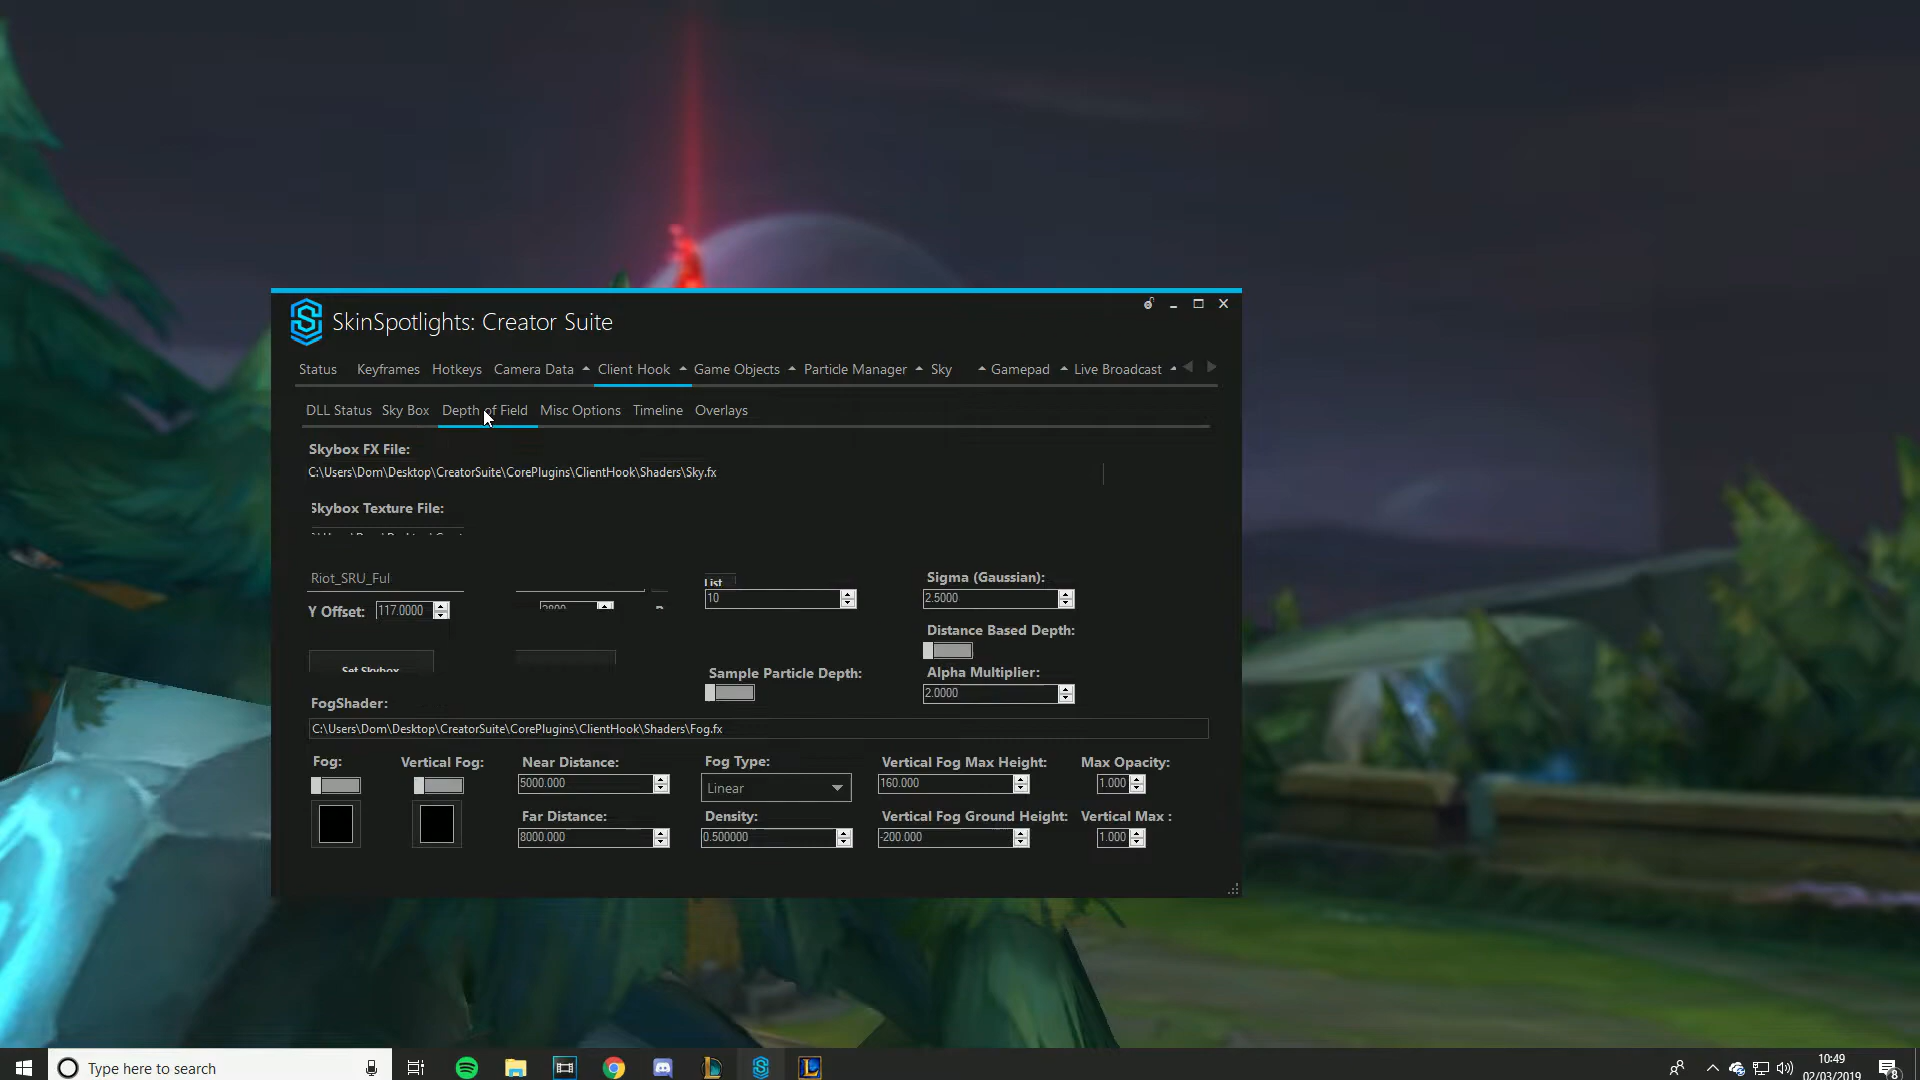 SkinSpotlights: Creator Suite
Status Keyframes Hotkeys Camera Data Client Hook Game Objects Particle Manager Sky Gamepad Live Broadcast
DLL Status Sky Box Depth of Field Misc Options Timeline Overlays
Skybox FX File:
C:\Users\Dom\Desktop\CreatorSuite\CorePlugins\ClientHook\Shaders\Sky.fx
Skybox Texture File:
Riot_SRU_Ful
List
Sigma (Gaussian):
Y Offset: 117.0000
10
2.5000
Distance Based Depth:
Set Skybox
Sample Particle Depth:
Alpha Multiplier:
2.0000
FogShader:
C:\Users\Dom\Desktop\CreatorSuite\CorePlugins\ClientHook\Shaders\Fog.fx
Fog: Vertical Fog: Near Distance: Fog Type: Vertical Fog Max Height: Max Opacity:
5000.000 Linear 160.000 1.000
Far Distance: Density: Vertical Fog Ground Height: Vertical Max :
8000.000 0.500000 -200.000 1.000
Type here to search
10:49
02/03/2019
8